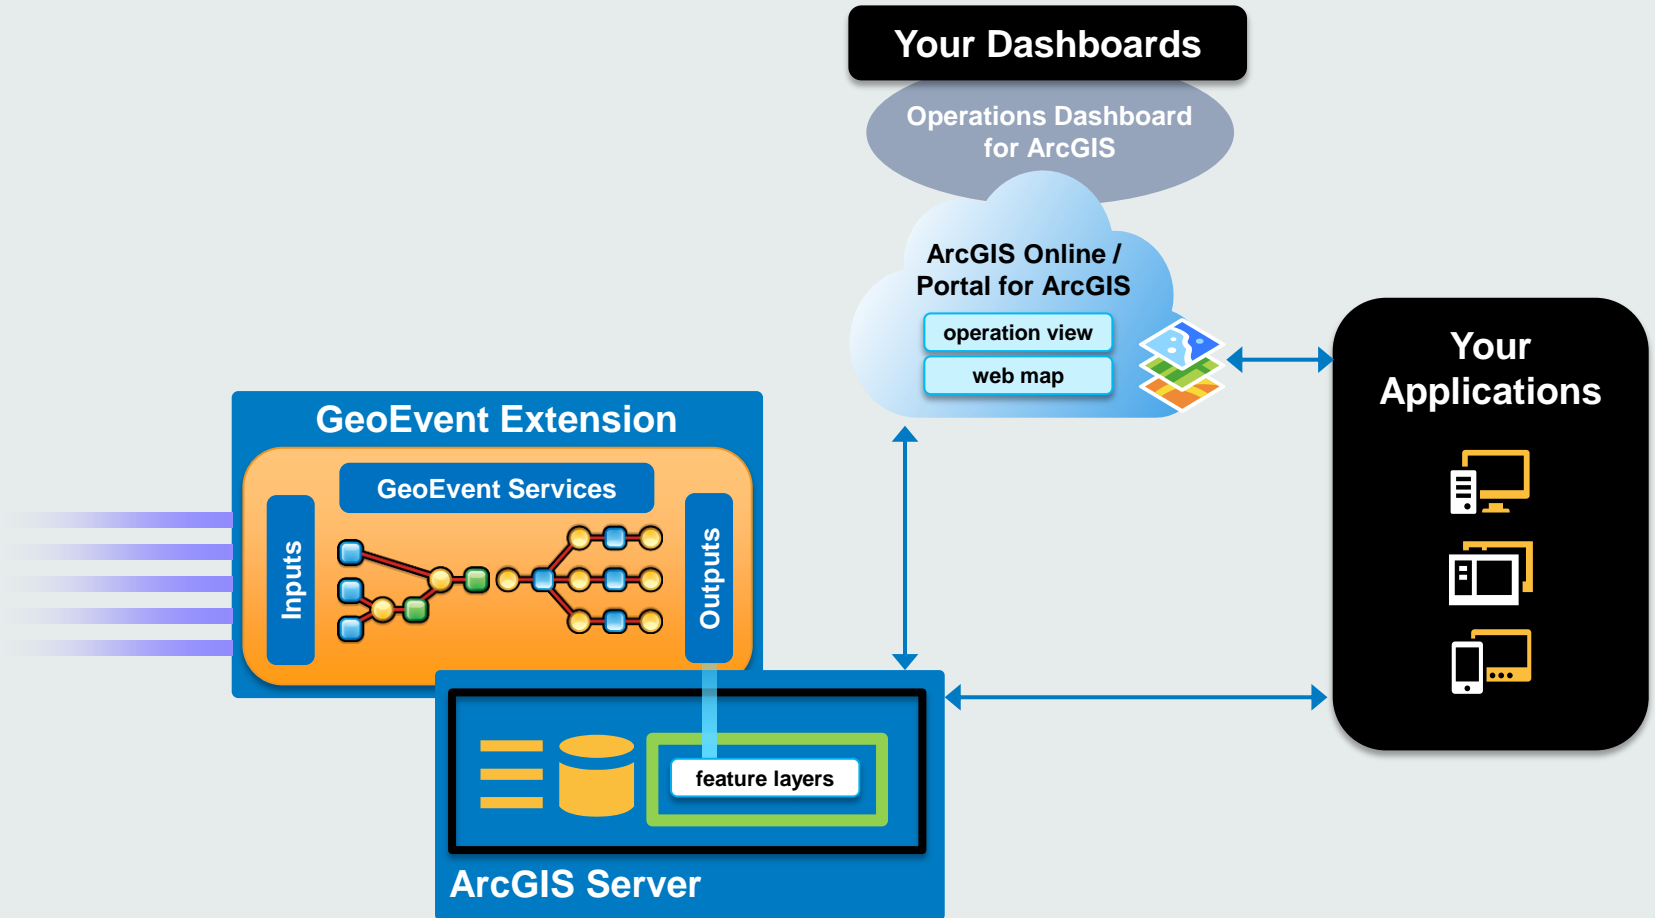 Your Dashboards
Operations Dashboard
for ArcGIS
ArcGIS Online /
Portal for ArcGIS
operation view
web map
Your
Applications
GeoEvent Extension
GeoEvent Services
Inputs
Outputs
feature layers
ArcGIS Server